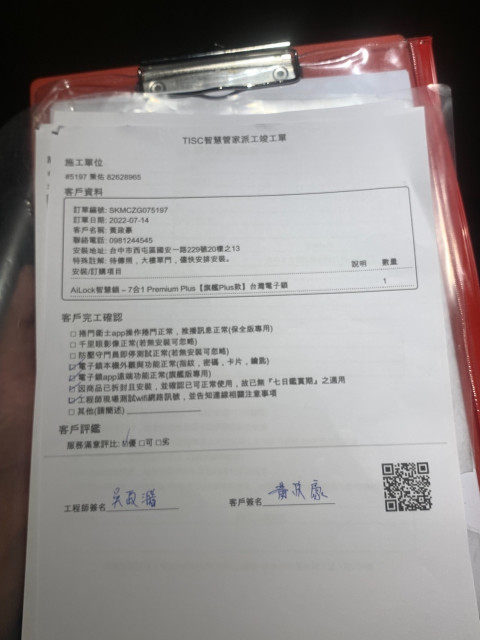 TISC智慧管家派工竣工單
施工單位
#5197 秉佑 82628965
客戶資料
訂單編號: SKMCZG075197
訂單日期: 2022-07-14
客戶名稱: 黃啟豪
聯絡電話: 0981244545
安裝地址: 台中市西屯區國安一路229號20樓之13
特殊註解: 待傳照,大樓單門,儘快安排安裝。
安裝/訂購項目 說明 數量
AiLock智慧鎖 – 7合1 Premium Plus【旗艦Plus款】台灣電子鎖 1
客戶完工確認
□ 捲門衛士app操作捲門正常,推播訊息正常(保全版專用)
□ 千里眼影像正常(若無安裝可忽略)
□ 防壓守門員即停測試正常(若無安裝可忽略)
☑ 電子鎖本機外觀與功能正常(指紋,密碼,卡片,鑰匙)
☑ 電子鎖app遠端功能正常(旗艦版專用)
☑ 因商品已拆封且安裝,並確認已可正常使用,故已無『七日鑑賞期』之適用
☑ 工程師現場測試wifi網路訊號,並告知連線相關注意事項
□ 其他(請簡述)
客戶評鑑
服務滿意評比: ☑優 □可 □劣
工程師簽名 吳政潘
客戶簽名